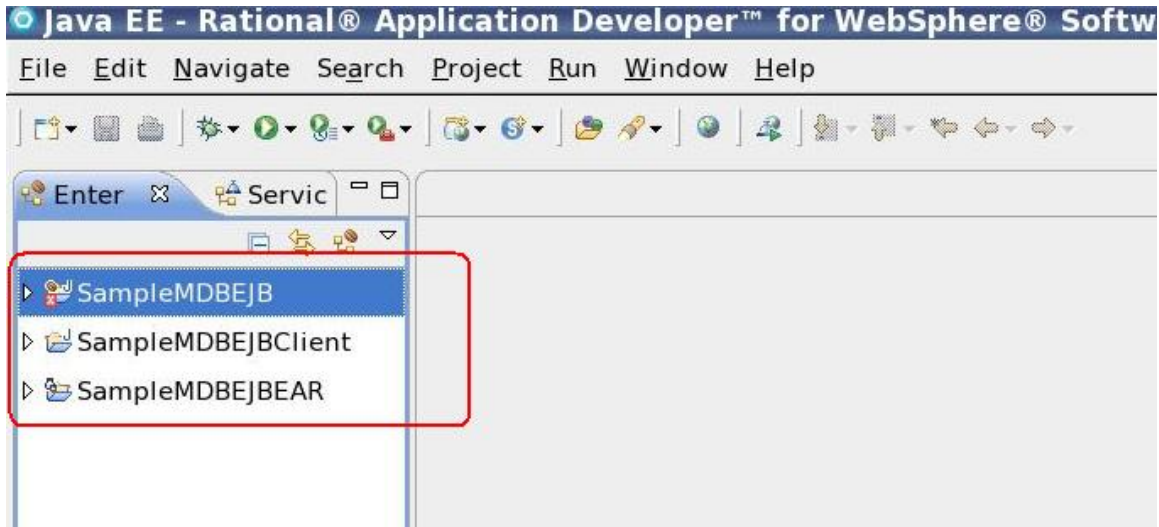 Java EE - Rational® Application Developer™ for WebSphere® Softw
File Edit Navigate Search Project Run Window Help
Enter Servic
SampleMDBEJB
SampleMDBEJBClient
SampleMDBEJBEAR